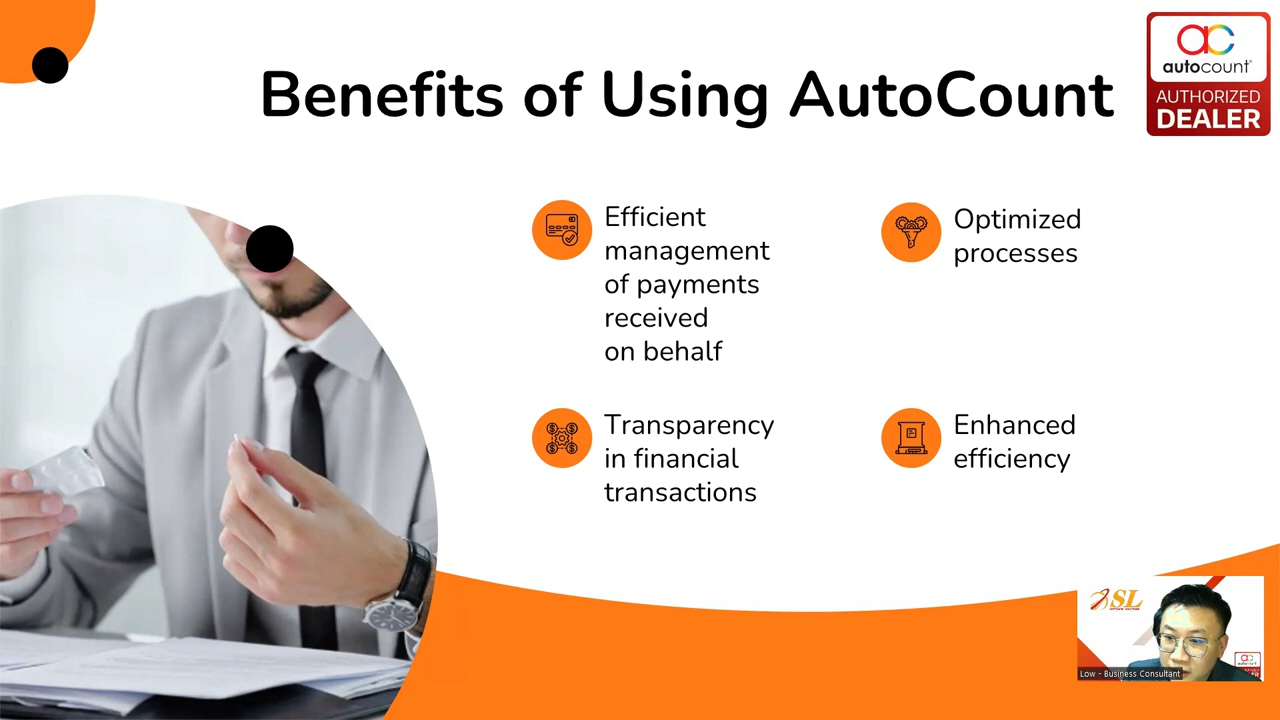 Benefits of Using AutoCount
autocount
AUTHORIZED
DEALER
Efficient
management
of payments
received
on behalf
Optimized
processes
Transparency
in financial
transactions
Enhanced
efficiency
SL
Low - Business Consultant